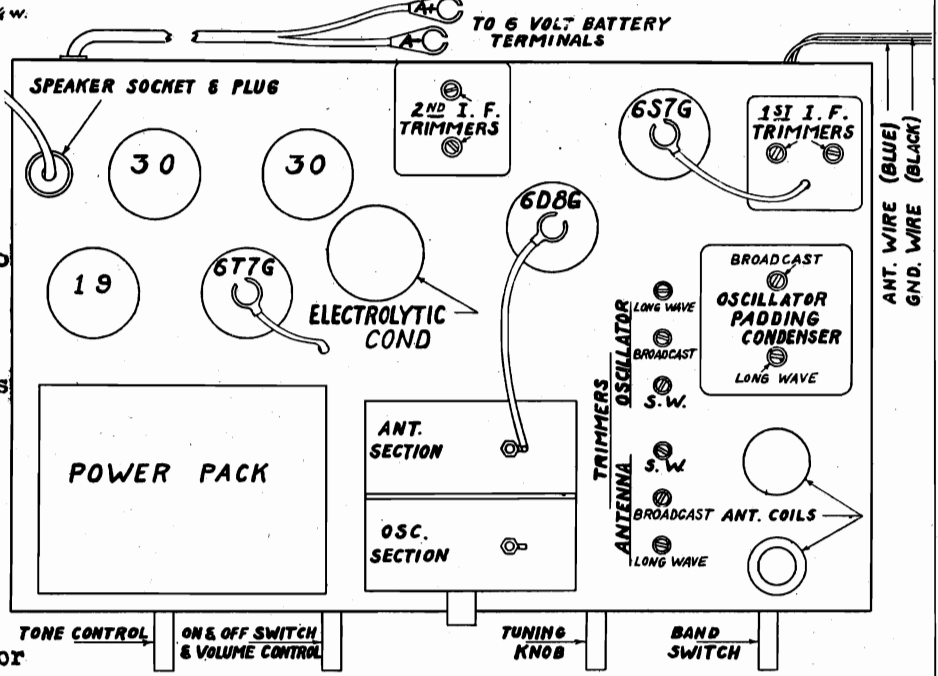 w.
A+
A-
TO 6 VOLT BATTERY
TERMINALS
SPEAKER SOCKET & PLUG
2ND I. F.
TRIMMERS
6S7G
1ST I. F.
TRIMMERS
ANT. WIRE (BLUE)
GND. WIRE (BLACK)
30
30
6D8G
19
6T7G
ELECTROLYTIC
COND
BROADCAST
OSCILLATOR
PADDING
CONDENSER
LONG WAVE
TRIMMERS
OSCILLATOR
LONG WAVE
BROADCAST
S.W.
ANTENNA
S.W.
BROADCAST
LONG WAVE
ANT. COILS
POWER PACK
ANT.
SECTION
OSC.
SECTION
TONE CONTROL
ON & OFF SWITCH
& VOLUME CONTROL
TUNING
KNOB
BAND
SWITCH
or